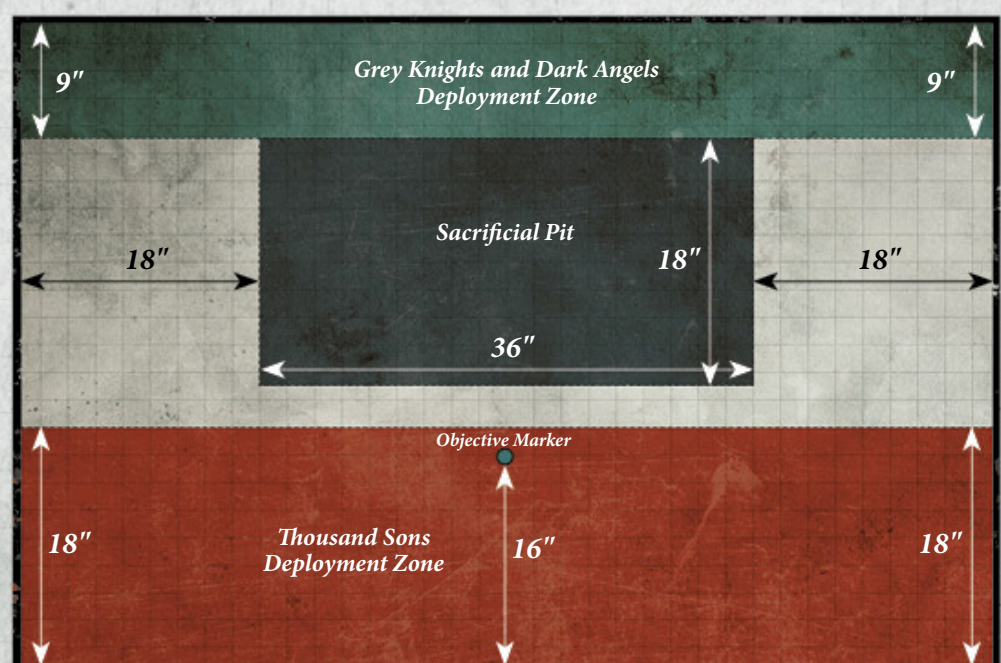 9″
Grey Knights and Dark Angels
Deployment Zone
9″
Sacrificial Pit
18″
18″
18″
36″
Objective Marker
18″
Thousand Sons
Deployment Zone
16″
18″